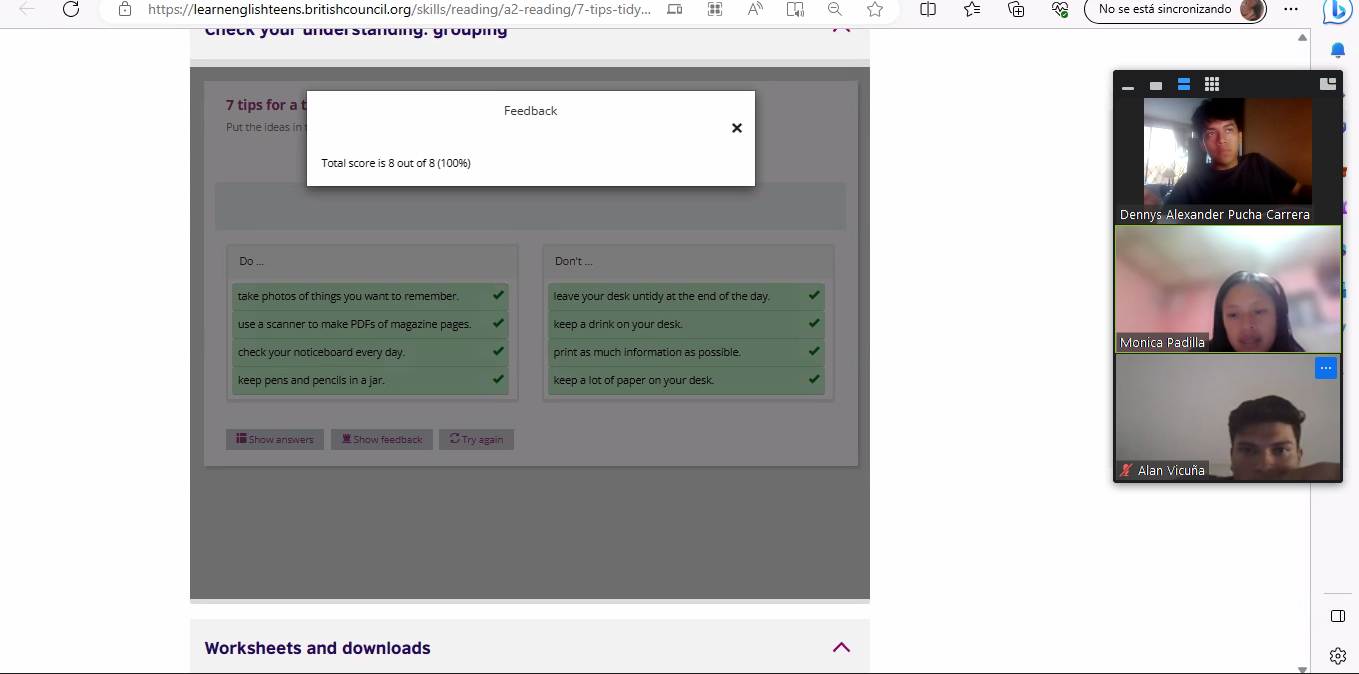 https://learnenglishteens.britishcouncil.org/skills/reading/a2-reading/7-tips-tidy...
No se está sincronizando
Check your understanding: grouping
7 tips for a t
Put the ideas in
Feedback
Total score is 8 out of 8 (100%)
Do ...
take photos of things you want to remember.
use a scanner to make PDFs of magazine pages.
check your noticeboard every day.
keep pens and pencils in a jar.
Don't ...
leave your desk untidy at the end of the day.
keep a drink on your desk.
print as much information as possible.
keep a lot of paper on your desk.
Show answers
Show feedback
Try again
Worksheets and downloads
Dennys Alexander Pucha Carrera
Monica Padilla
Alan Vicuña